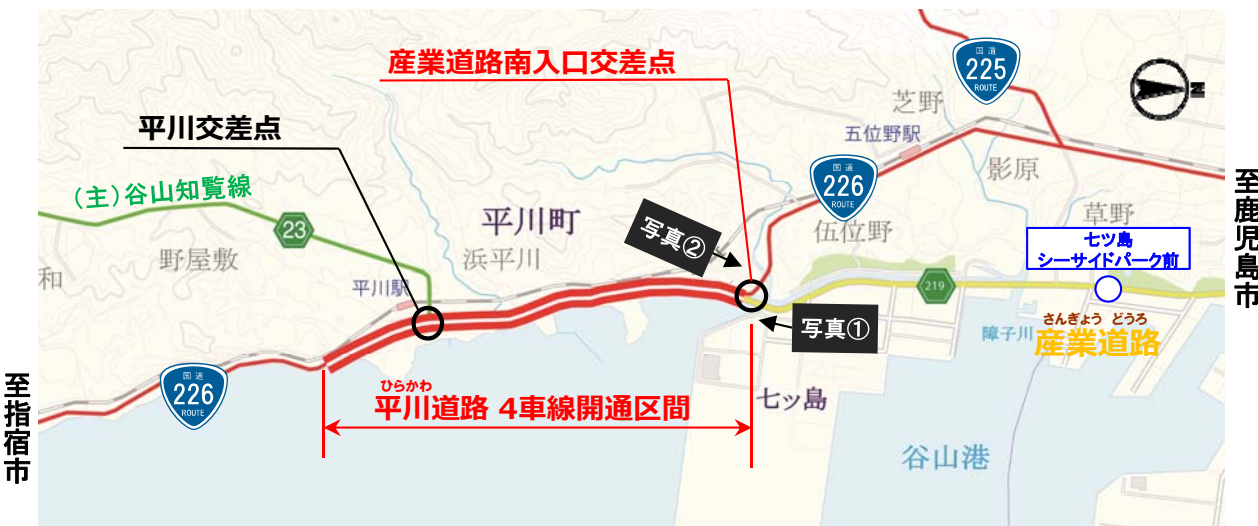 産業道路南入口交差点
国道
225
ROUTE
N
芝野
平川交差点
五位野駅
(主)谷山知覧線
国道
226
ROUTE
影原
至鹿児島市
23
平川町
写真②
伍位野
草野
野屋敷
浜平川
七ツ島
シーサイドパーク前
和
平川駅
219
写真①
障子川
さんぎょう どうろ
産業道路
国道
226
ROUTE
ひらかわ
平川道路 4車線開通区間
七ッ島
至指宿市
谷山港